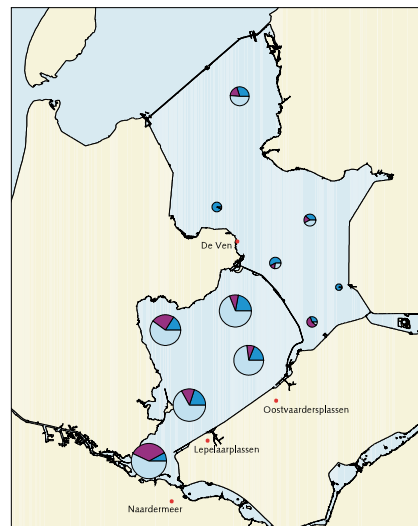 De Ven
Oostvaardersplassen
Lepelaarplassen
Naardermeer